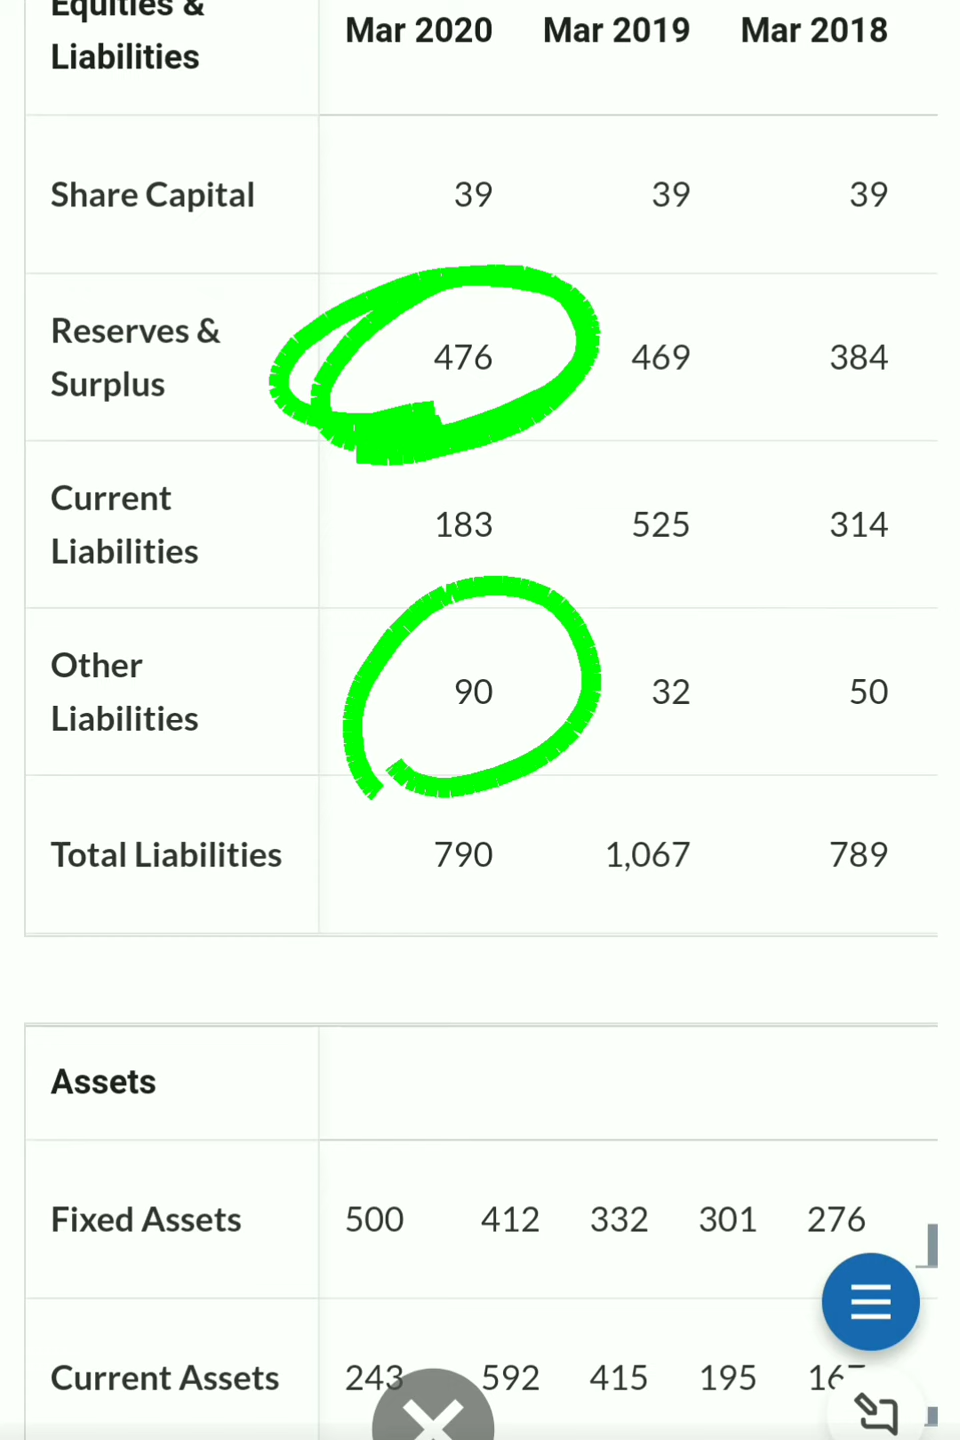 Equities &
Liabilities
Mar 2020 Mar 2019 Mar 2018
Share Capital 39 39 39
Reserves &
Surplus
476 469 384
Current
Liabilities
183 525 314
Other
Liabilities
90 32 50
Total Liabilities 790 1,067 789
Assets
Fixed Assets 500 412 332 301 276
Current Assets 243 592 415 195